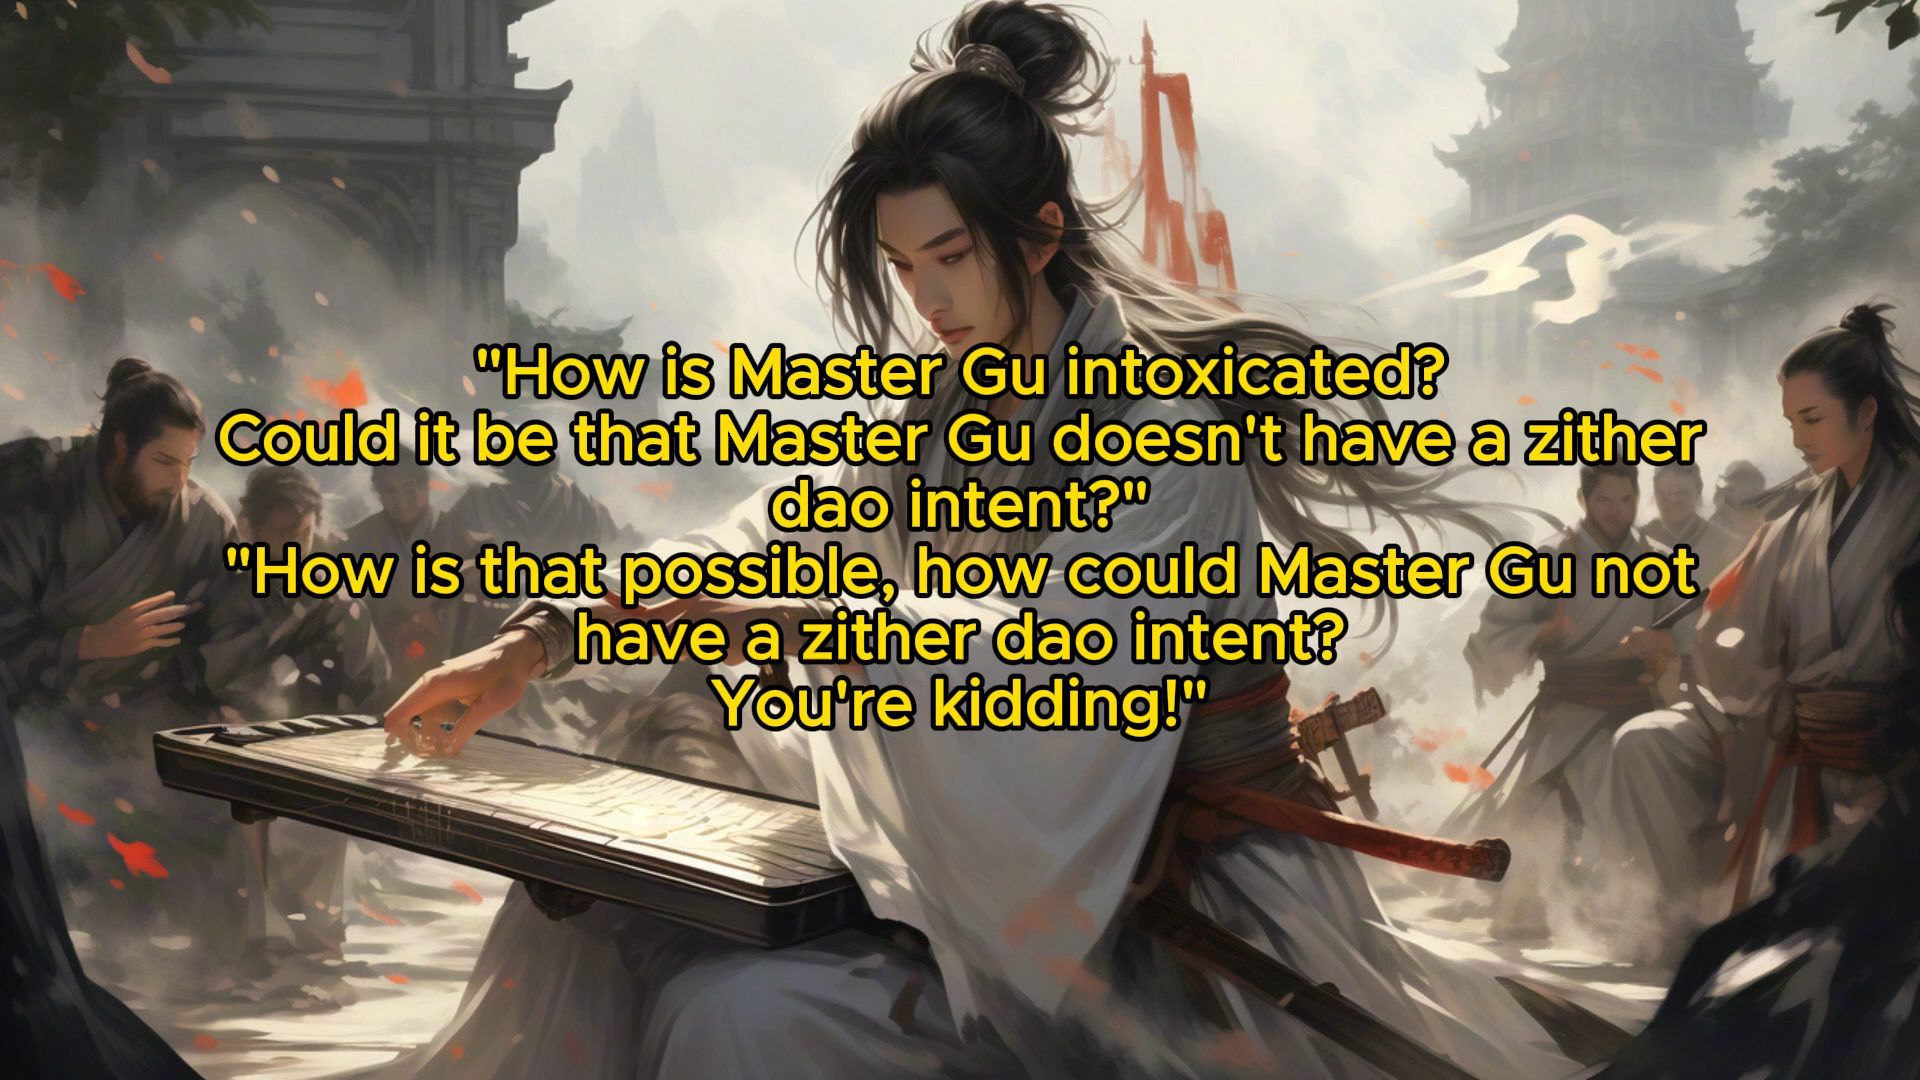 "How is Master Gu intoxicated?
Could it be that Master Gu doesn't have a zither
dao intent?"
"How is that possible, how could Master Gu not
have a zither dao intent?
You're kidding!"